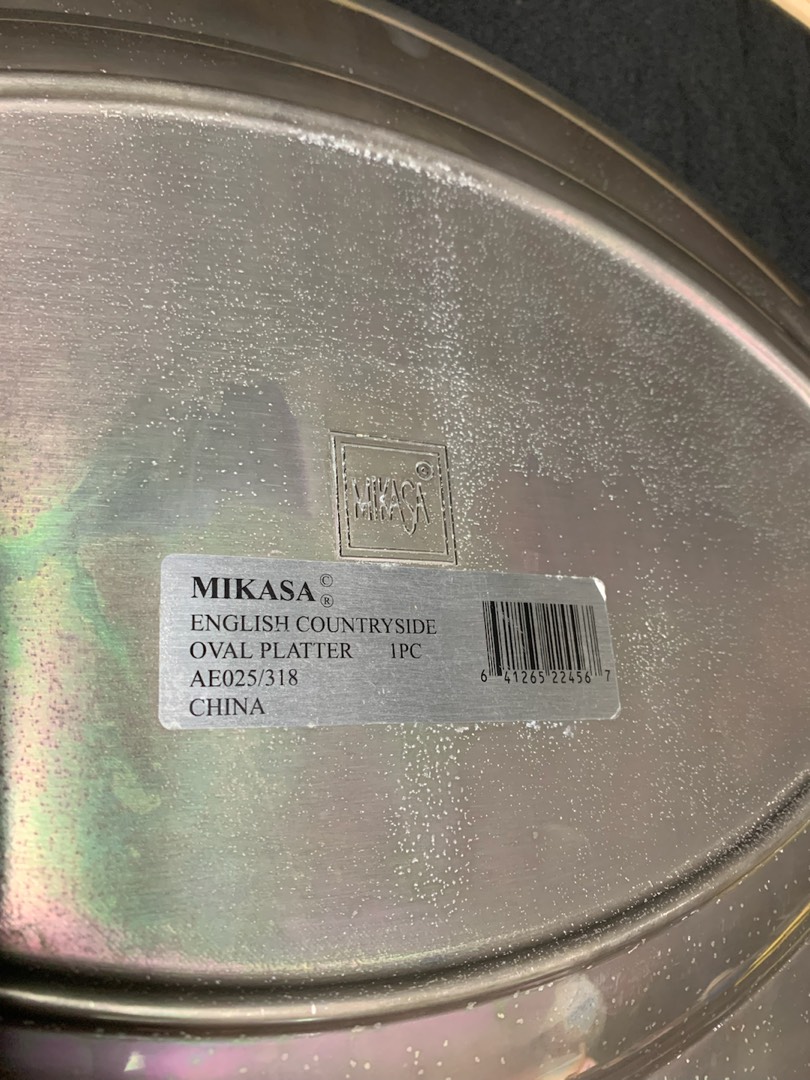 MIKASA®
MIKASA © ®
ENGLISH COUNTRYSIDE
OVAL PLATTER 1PC
AE025/318
CHINA
6 41265 22456 7